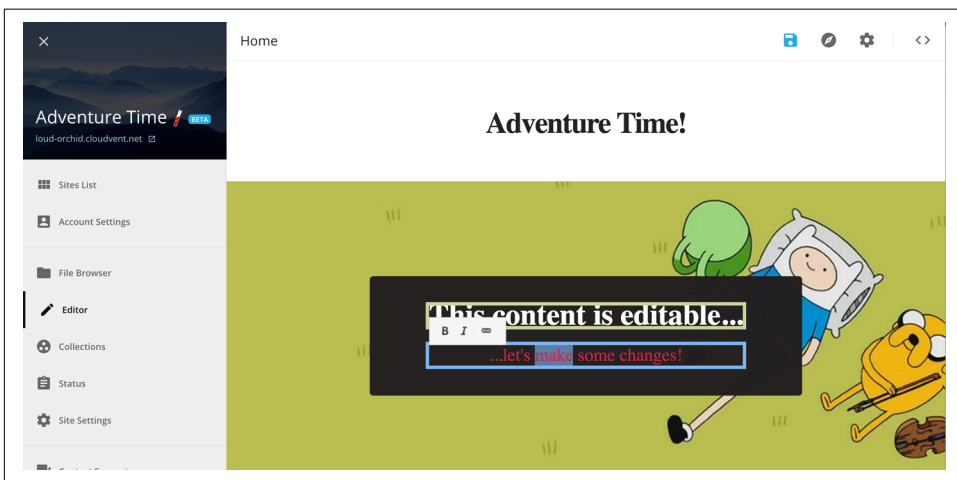 Home
Adventure Time BETA
loud-orchid.cloudvent.net
Sites List
Account Settings
File Browser
Editor
Collections
Status
Site Settings
Adventure Time!
This content is editable...
B I
...let's make some changes!